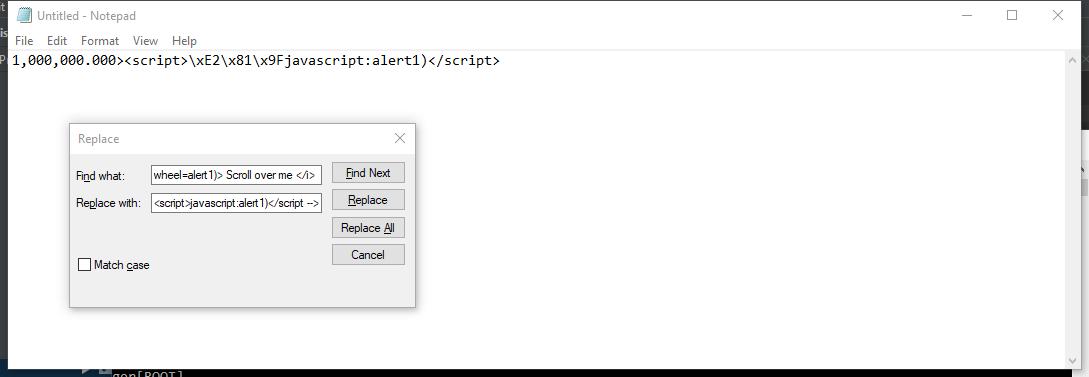 Untitled - Notepad
File Edit Format View Help
1,000,000.000><script>\xE2\x81\x9Fjavascript:alert1)</script>
Replace
Find what: wheel=alert1)> Scroll over me </i> Find Next
Replace with: <script>javascript:alert1)</script --> Replace
Replace All
Cancel
Match case
gen[ROOT]